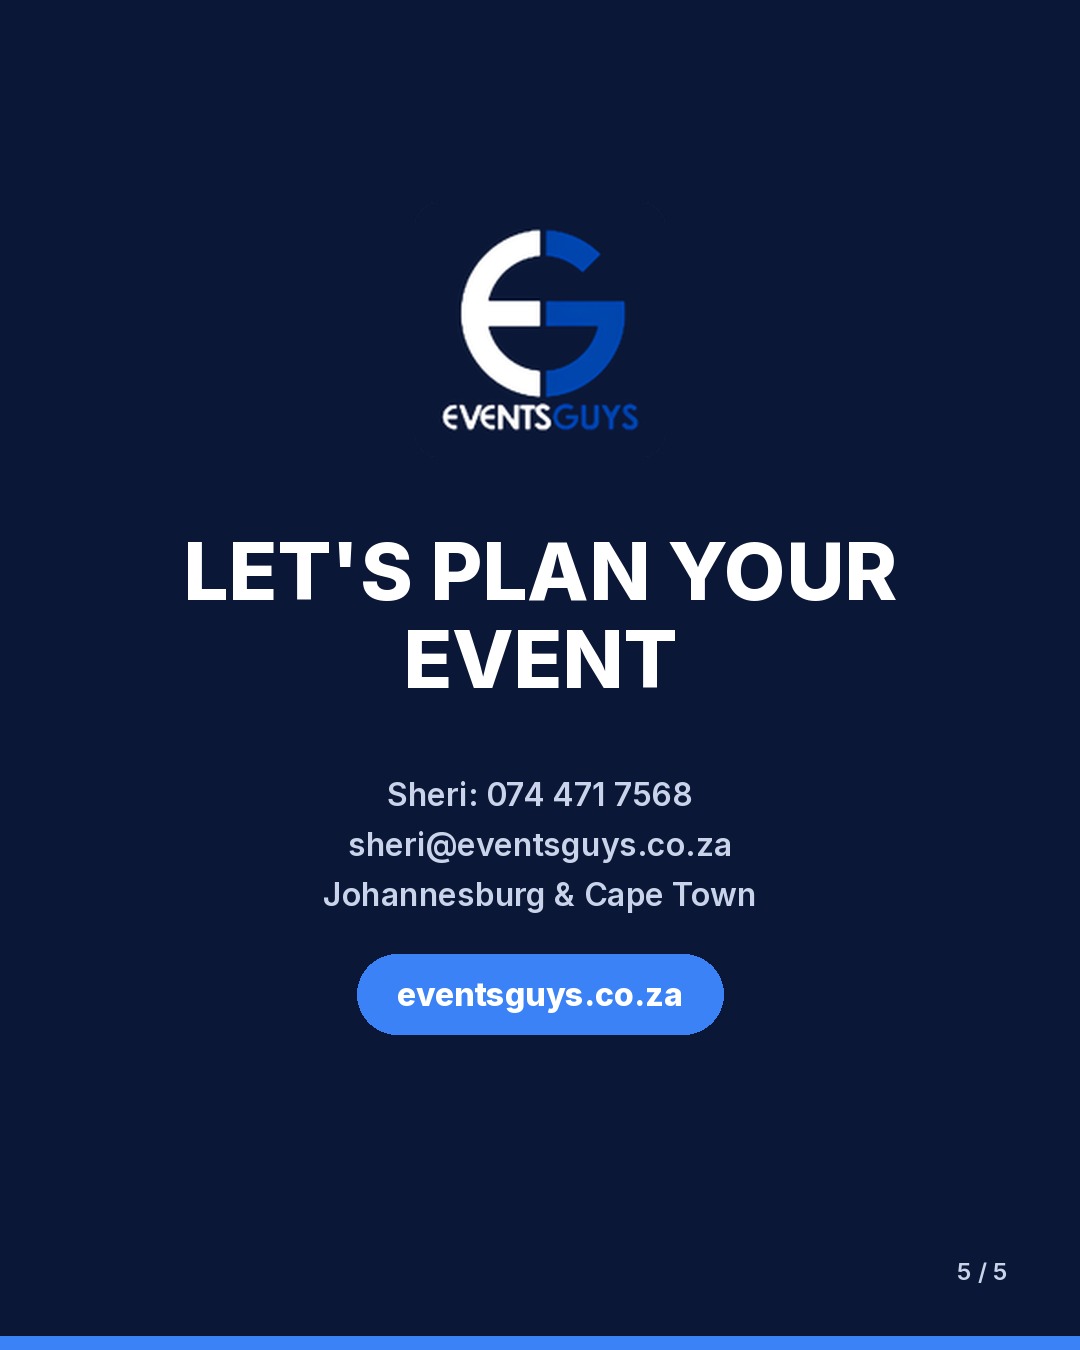 EG
EVENTSGUYS
LET'S PLAN YOUR
EVENT
Sheri: 074 471 7568
sheri@eventsguys.co.za
Johannesburg & Cape Town
eventsguys.co.za
5 / 5